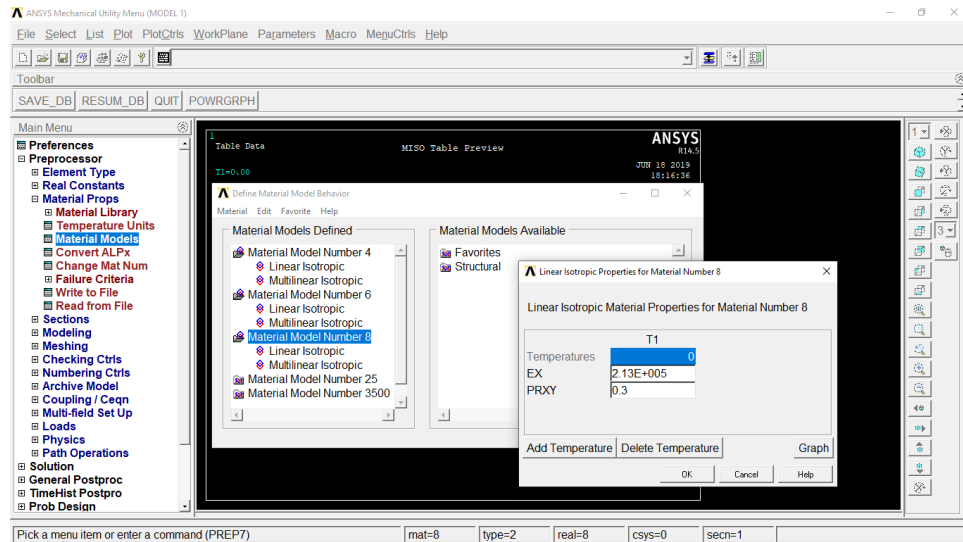 ANSYS Mechanical Utility Menu (MODEL 1)
File Select List Plot PlotCtrls WorkPlane Parameters Macro MenuCtrls Help
Toolbar
SAVE_DB RESUM_DB QUIT POWRGRPH
Main Menu
Preferences
Preprocessor
Element Type
Real Constants
Material Props
Material Library
Temperature Units
Material Models
Convert ALPx
Change Mat Num
Failure Criteria
Write to File
Read from File
Sections
Modeling
Meshing
Checking Ctrls
Numbering Ctrls
Archive Model
Coupling / Ceqn
Multi-field Set Up
Loads
Physics
Path Operations
Solution
General Postproc
TimeHist Postpro
Prob Design
1
Table Data
MISO Table Preview
ANSYS
R14.5
JUN 18 2019
18:16:36
T1=0.00
Define Material Model Behavior
Material Edit Favorite Help
Material Models Defined
Material Model Number 4
Linear Isotropic
Multilinear Isotropic
Material Model Number 6
Linear Isotropic
Multilinear Isotropic
Material Model Number 8
Linear Isotropic
Multilinear Isotropic
Material Model Number 25
Material Model Number 3500
Material Models Available
Favorites
Structural
Linear Isotropic Properties for Material Number 8
Linear Isotropic Material Properties for Material Number 8
T1
Temperatures 0
EX 2.13E+005
PRXY 0.3
Add Temperature Delete Temperature Graph
OK Cancel Help
1
3
Pick a menu item or enter a command (PREP7) mat=8 type=2 real=8 csys=0 secn=1